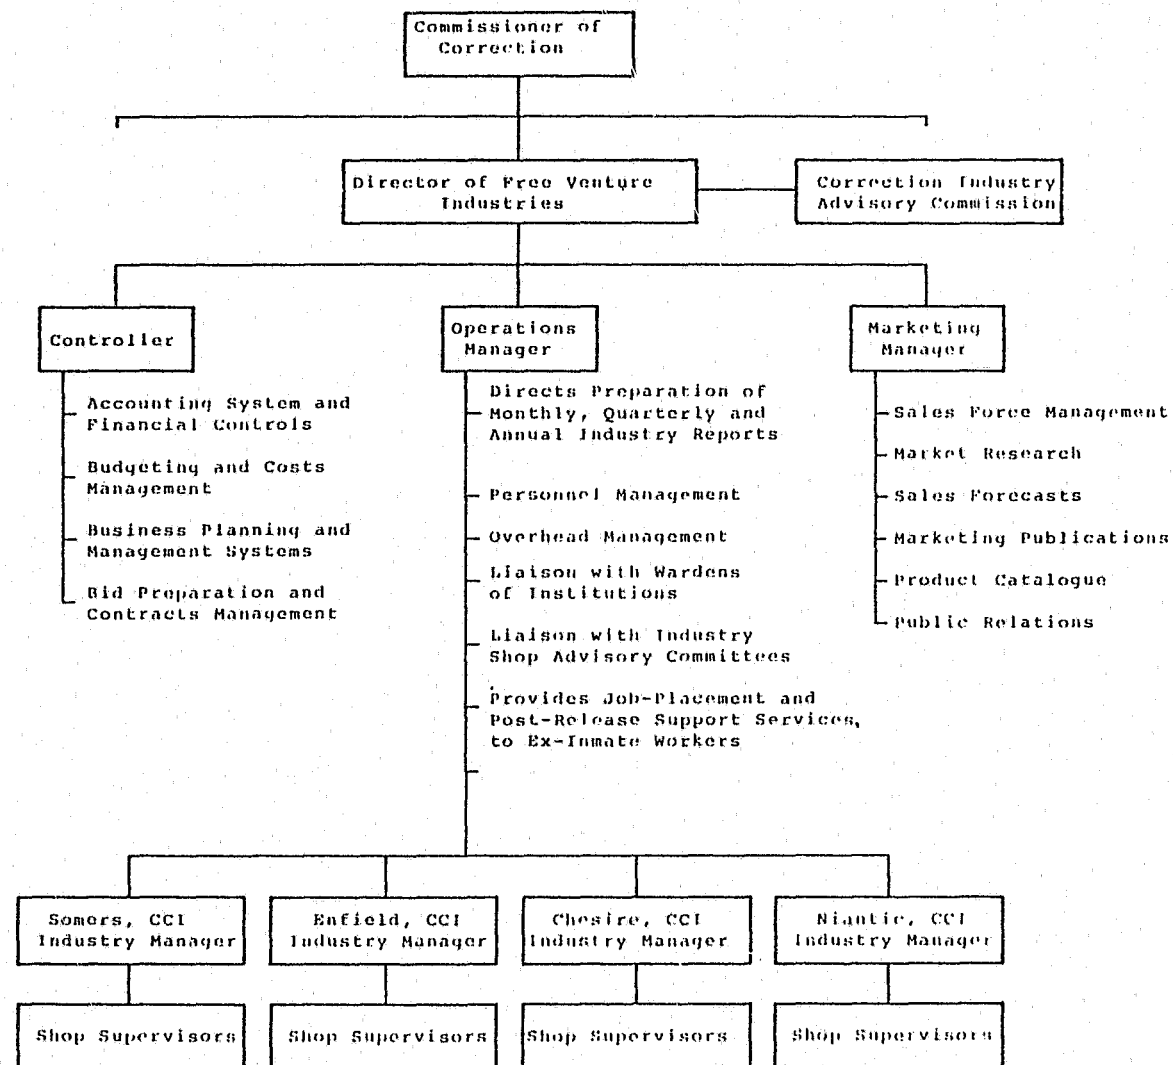 Commissioner of
Correction
Director of Free Venture
Industries
Correction Industry
Advisory Commission
Controller
Operations
Manager
Marketing
Manager
Accounting System and
Financial Controls
Budgeting and Costs
Management
Business Planning and
Management Systems
Bid Preparation and
Contracts Management
Directs Preparation of
Monthly, Quarterly and
Annual Industry Reports
Personnel Management
Overhead Management
Liaison with Wardens
of Institutions
Liaison with Industry
Shop Advisory Committees
Provides Job-Placement and
Post-Release Support Services,
to Ex-Inmate Workers
Sales Force Management
Market Research
Sales Forecasts
Marketing Publications
Product Catalogue
Public Relations
Somers, CCI
Industry Manager
Enfield, CCI
Industry Manager
Chesire, CCI
Industry Manager
Niantic, CCI
Industry Manager
Shop Supervisors
Shop Supervisors
Shop Supervisors
Shop Supervisors